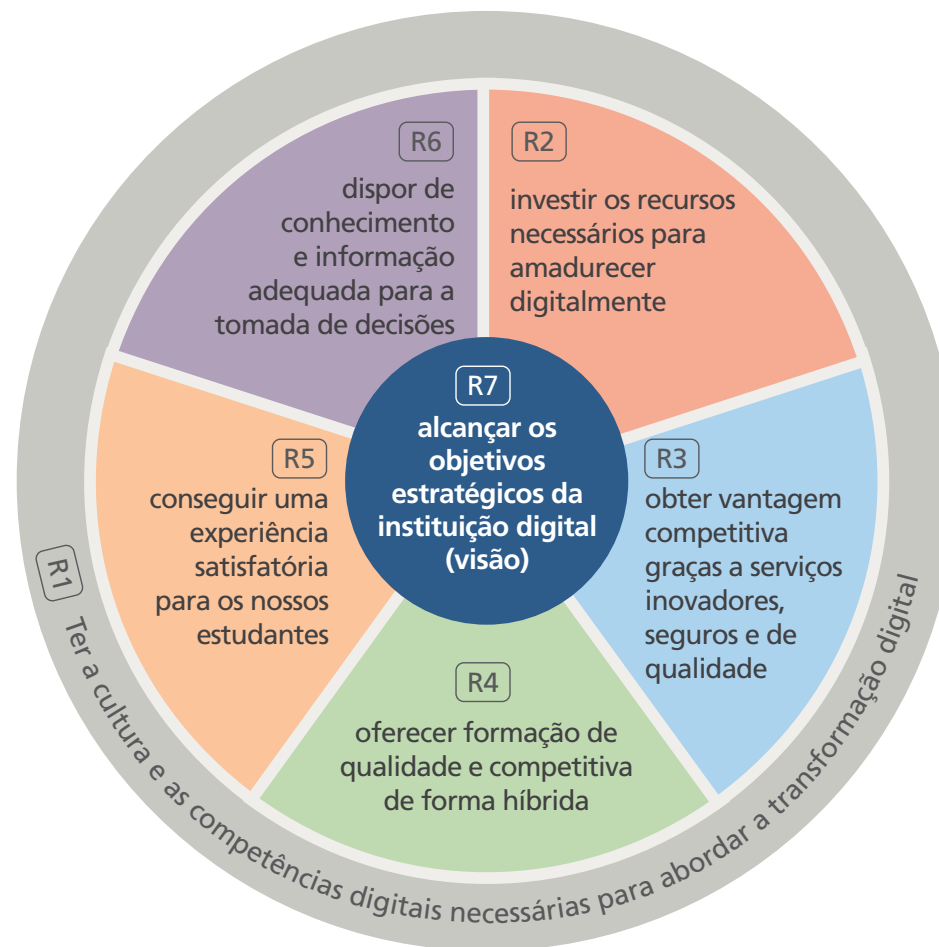 R6
dispor de
conhecimento
e informação
adequada para a
tomada de decisões
R2
investir os recursos
necessários para
amadurecer
digitalmente
R7
alcançar os
objetivos
estratégicos da
instituição digital
(visão)
R5
conseguir uma
experiência
satisfatória
para os nossos
estudantes
R3
obter vantagem
competitiva
graças a serviços
inovadores,
seguros e de
qualidade
R4
oferecer formação de
qualidade e competitiva
de forma híbrida
R1
Ter a cultura e as competências digitais necessárias para abordar a transformação digital